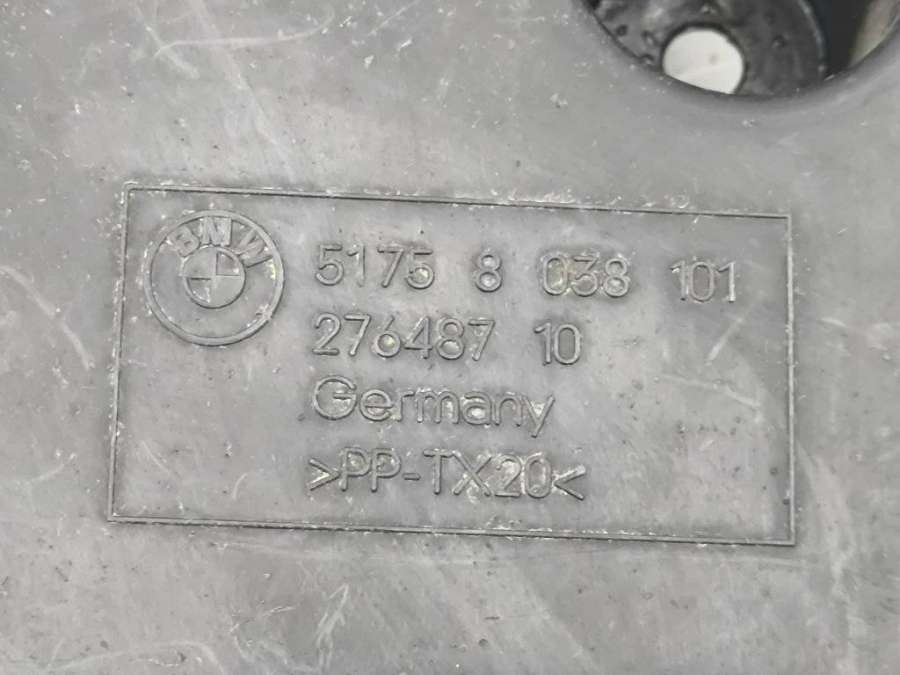 BMW
5175 8 038 101
276487 10
Germany
>PP-TX20<